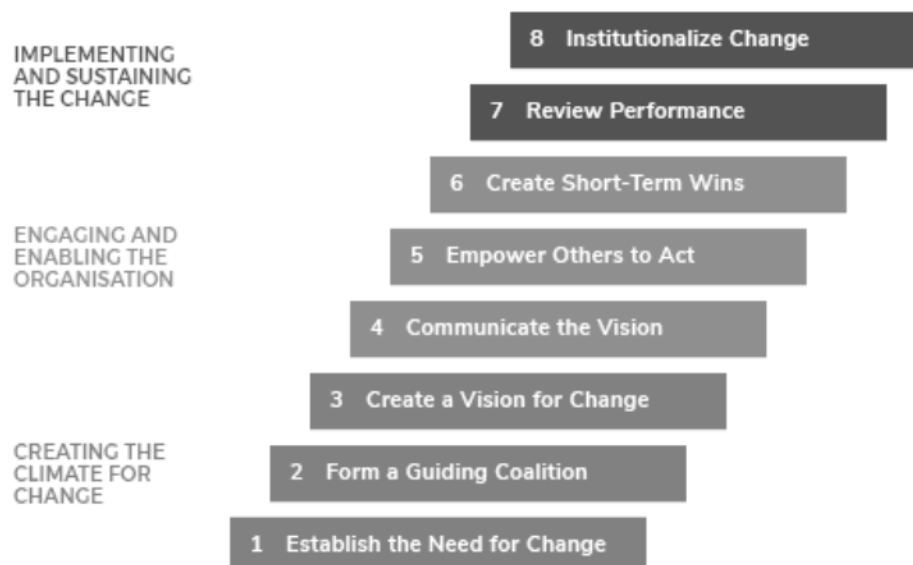 IMPLEMENTING
AND SUSTAINING
THE CHANGE
8 Institutionalize Change
7 Review Performance
6 Create Short-Term Wins
ENGAGING AND
ENABLING THE
ORGANISATION
5 Empower Others to Act
4 Communicate the Vision
3 Create a Vision for Change
CREATING THE
CLIMATE FOR
CHANGE
2 Form a Guiding Coalition
1 Establish the Need for Change